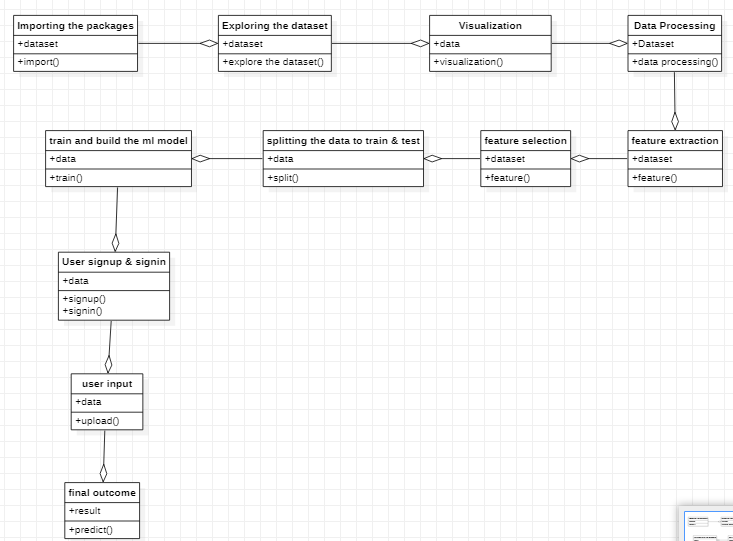 Importing the packages
+dataset
+import()
Exploring the dataset
+dataset
+explore the dataset()
Visualization
+data
+visualization()
Data Processing
+Dataset
+data processing()
train and build the ml model
+data
+train()
splitting the data to train & test
+data
+split()
feature selection
+dataset
+feature()
feature extraction
+dataset
+feature()
User signup & signin
+data
+signup()
+signin()
user input
+data
+upload()
final outcome
+result
+predict()